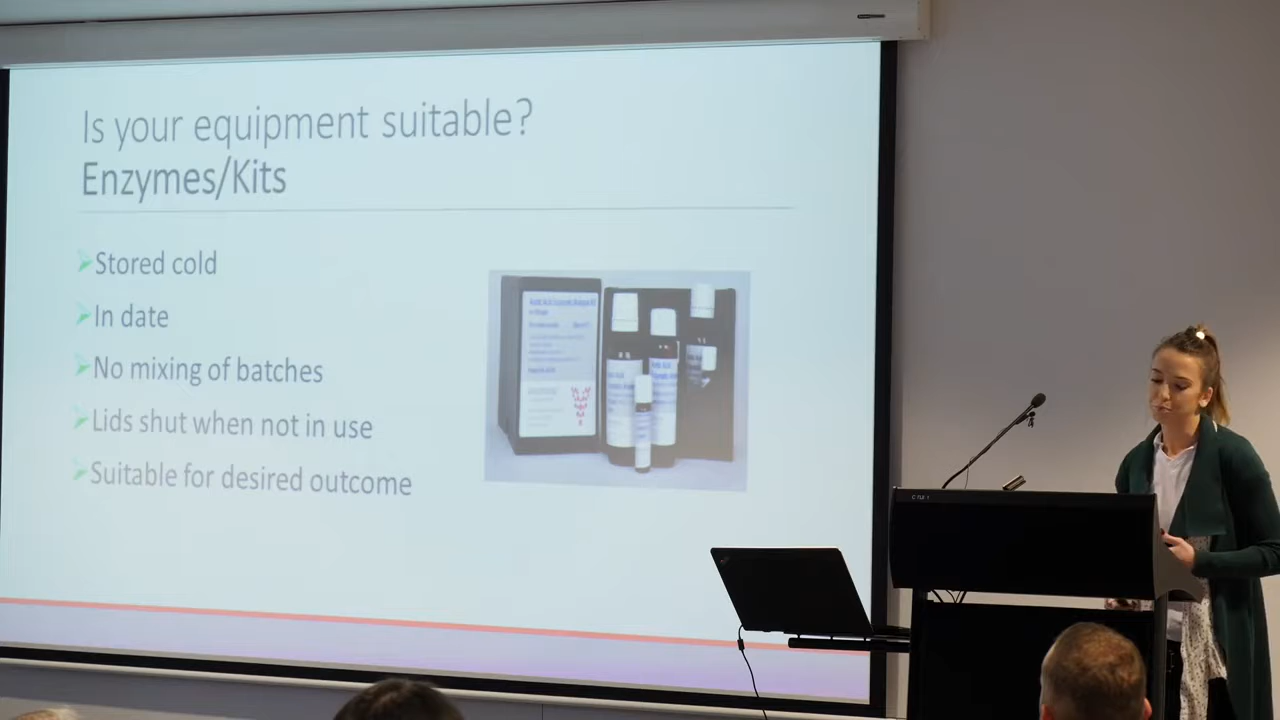 Is your equipment suitable?
Enzymes/Kits
Stored cold
In date
No mixing of batches
Lids shut when not in use
Suitable for desired outcome